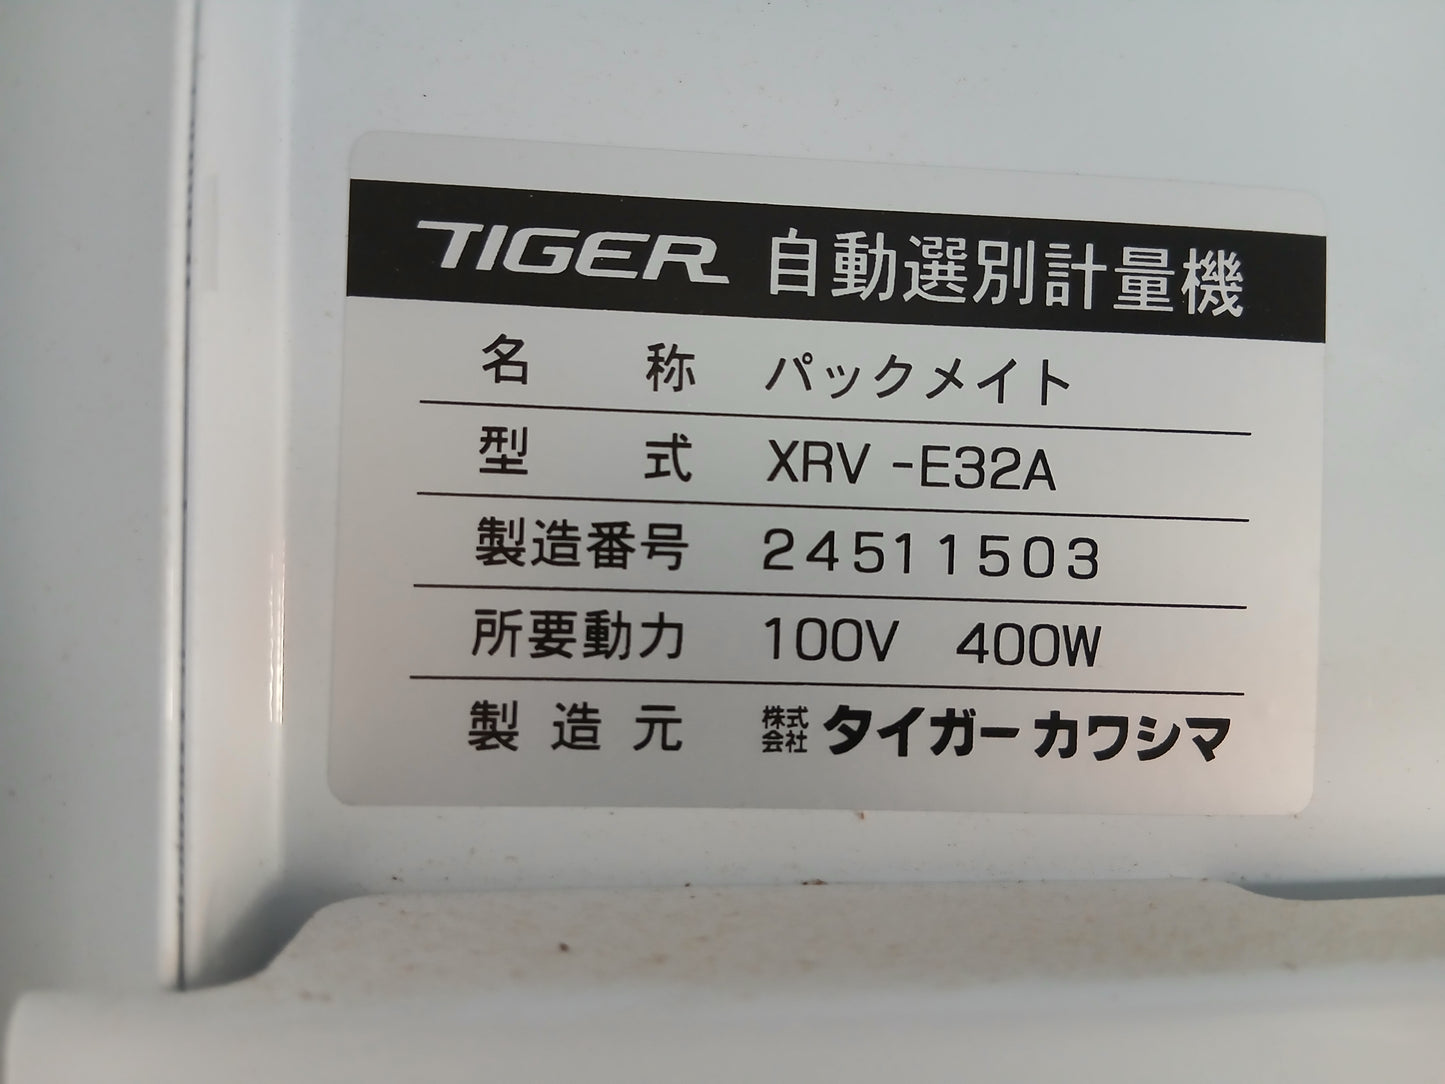 TIGER 自動選別計量機
名称 パックメイト
型式 XRV-E32A
製造番号 24511503
所要動力 100V 400W
製造元 株式会社 タイガーカワシマ